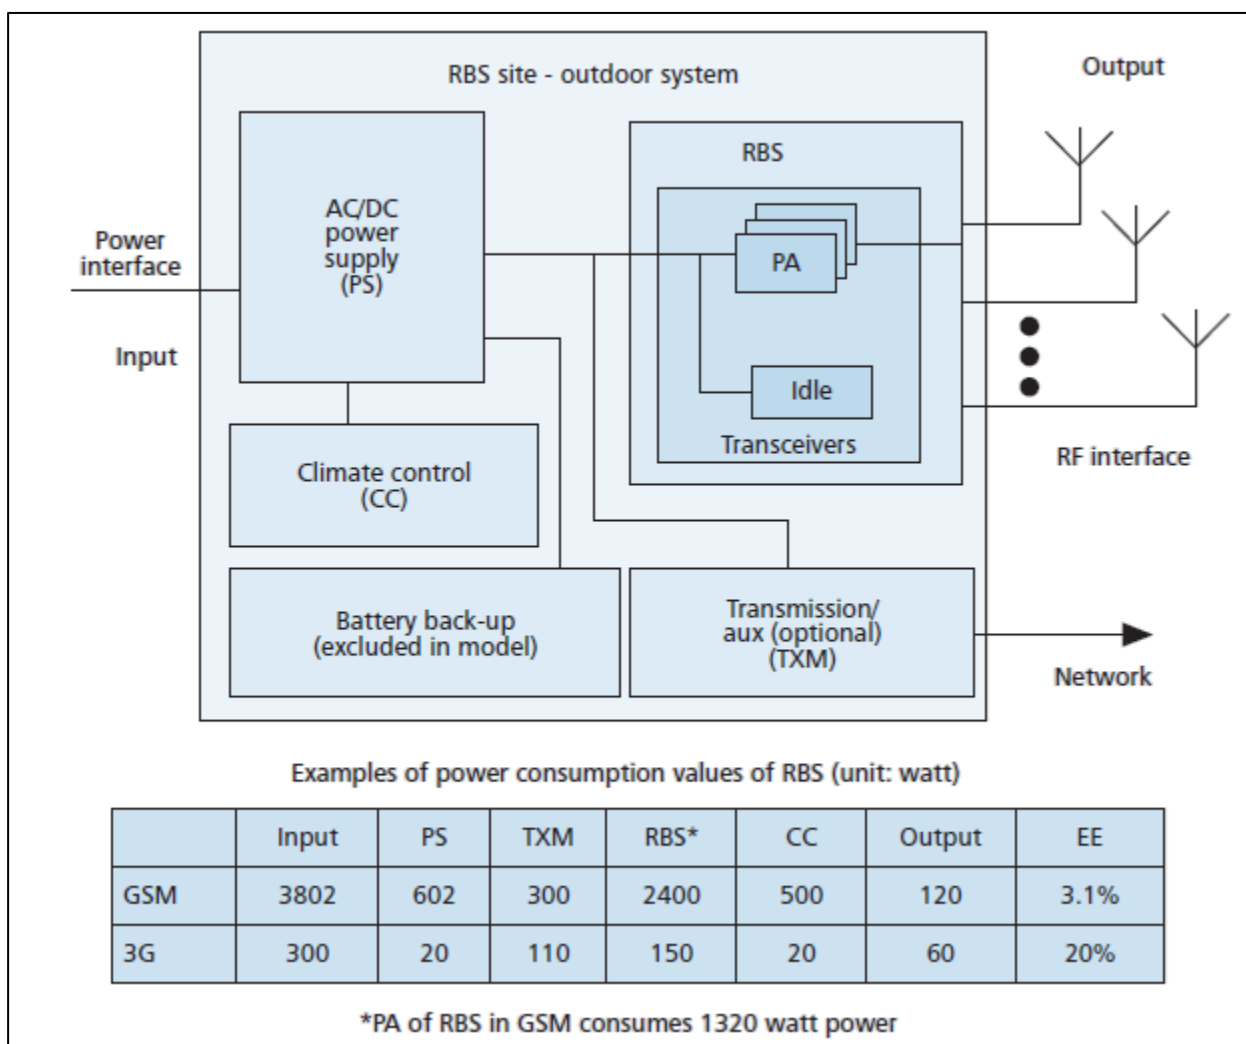 RBS site - outdoor system
Output
RBS
AC/DC
power
supply
(PS)
Power
interface
PA
Input
Idle
Transceivers
RF interface
Climate control
(CC)
Battery back-up
(excluded in model)
Transmission/
aux (optional)
(TXM)
Network
Examples of power consumption values of RBS (unit: watt)
Input PS TXM RBS* CC Output EE
GSM 3802 602 300 2400 500 120 3.1%
3G 300 20 110 150 20 60 20%
*PA of RBS in GSM consumes 1320 watt power